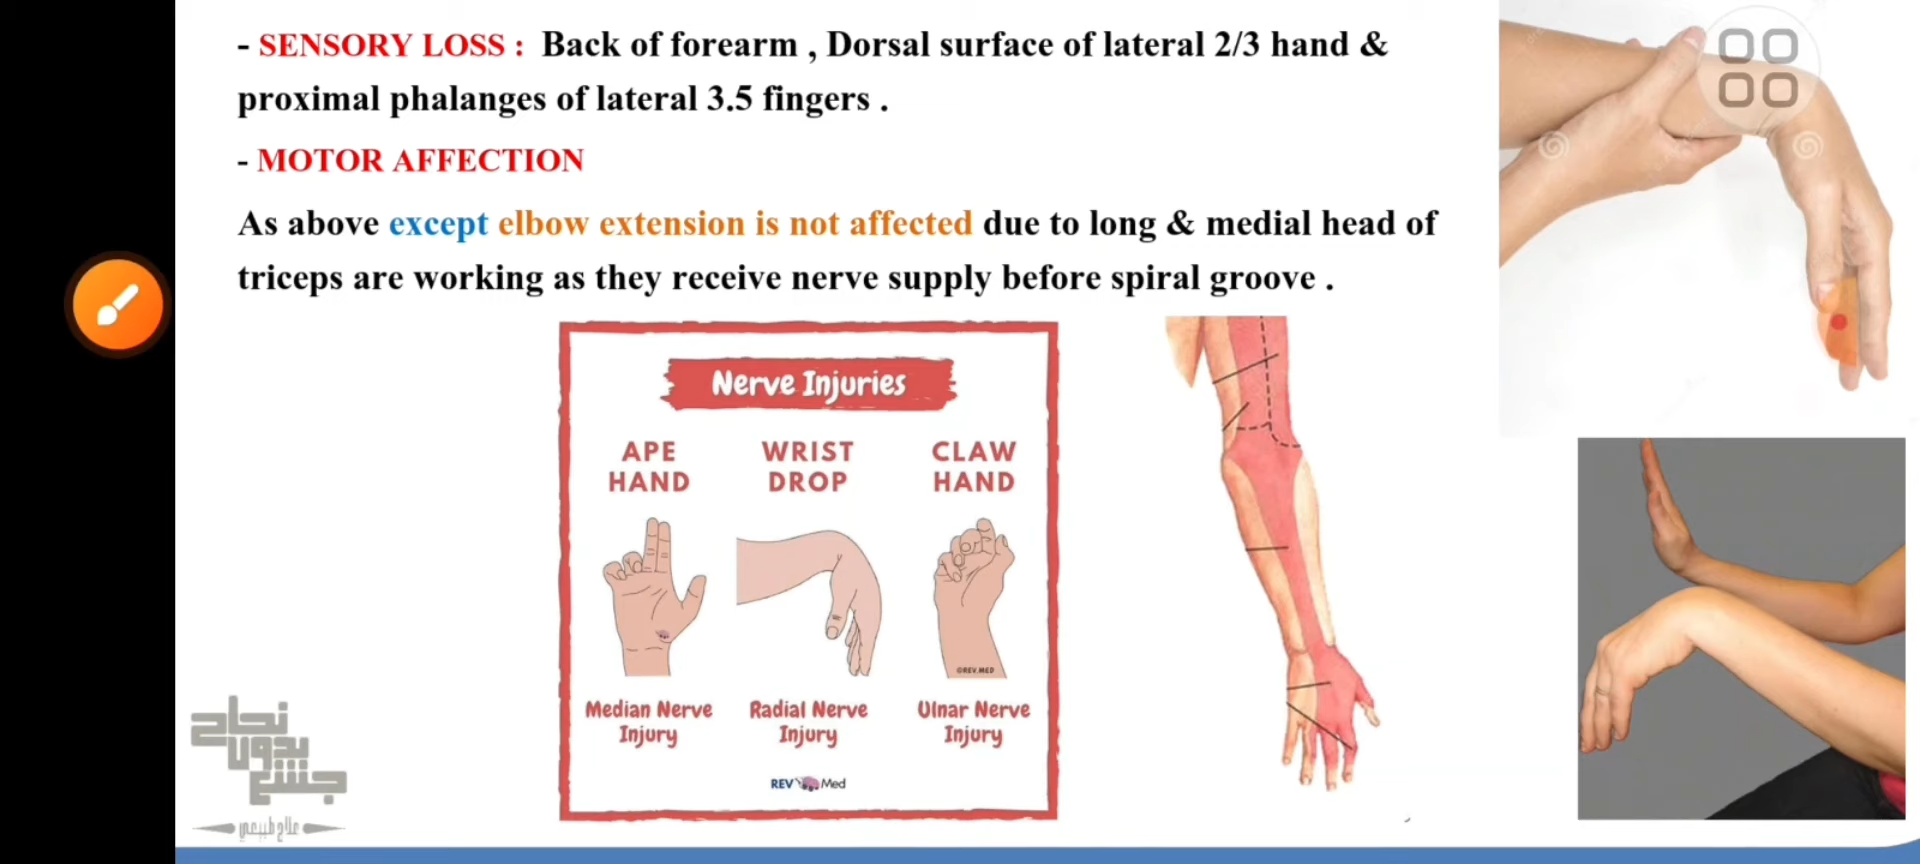 - SENSORY LOSS : Back of forearm , Dorsal surface of lateral 2/3 hand &
proximal phalanges of lateral 3.5 fingers .
- MOTOR AFFECTION
As above except elbow extension is not affected due to long & medial head of
triceps are working as they receive nerve supply before spiral groove .
Nerve Injuries
APE
HAND
WRIST
DROP
CLAW
HAND
©REV.MED
Median Nerve
Injury
Radial Nerve
Injury
Ulnar Nerve
Injury
REV Med
نجاح
بدون
جشع
علاج طبيعي